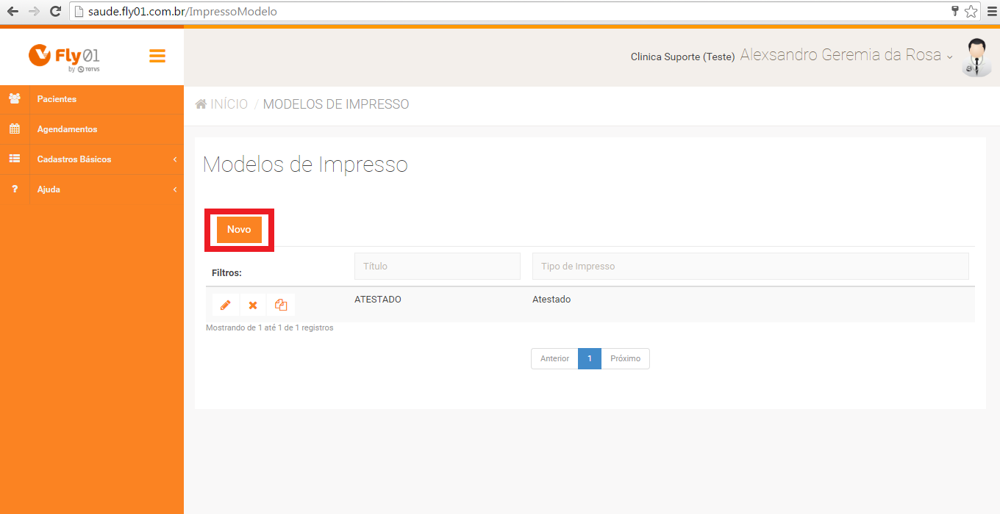 saude.fly01.com.br/ImpressoModelo
Fly01
by TOTVS
Clinica Suporte (Teste) Alexsandro Geremia da Rosa
Pacientes
Agendamentos
Cadastros Básicos
Ajuda
INÍCIO / MODELOS DE IMPRESSO
Modelos de Impresso
Novo
Filtros: Título Tipo de Impresso
ATESTADO Atestado
Mostrando de 1 até 1 de 1 registros
Anterior 1 Próximo